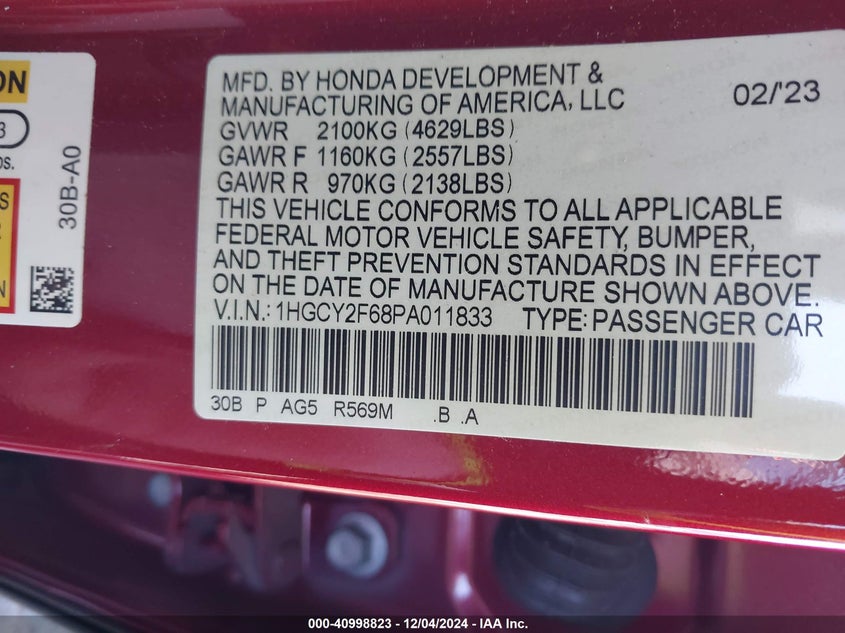 ON
3
OS.
30B-A0
S
N
MFD. BY HONDA DEVELOPMENT &
MANUFACTURING OF AMERICA, LLC 02/'23
GVWR 2100KG (4629LBS)
GAWR F 1160KG (2557LBS)
GAWR R 970KG (2138LBS)
THIS VEHICLE CONFORMS TO ALL APPLICABLE
FEDERAL MOTOR VEHICLE SAFETY, BUMPER,
AND THEFT PREVENTION STANDARDS IN EFFECT
ON THE DATE OF MANUFACTURE SHOWN ABOVE.
V.I.N.: 1HGCY2F68PA011833 TYPE: PASSENGER CAR
30B P AG5 R569M .B .A
000-40998823 - 12/04/2024 - IAA Inc.